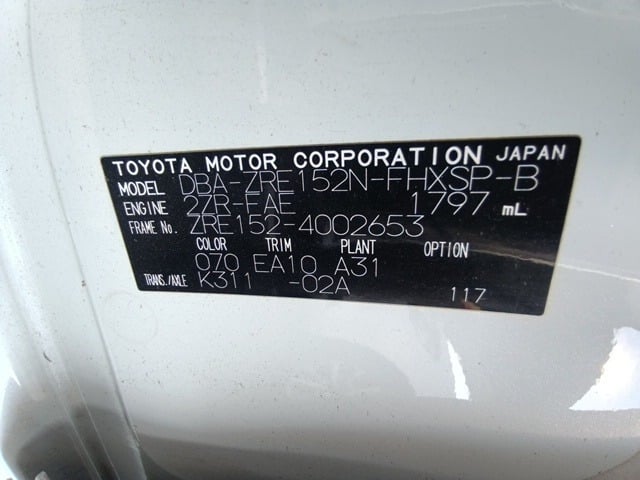 TOYOTA MOTOR CORPORATION JAPAN
MODEL DBA-ZRE152N-FHXSP-B
ENGINE 2ZR-FAE 1797 mL
FRAME No. ZRE152-4002653
COLOR TRIM PLANT OPTION
070 EA10 A31
TRANS./AXLE K311 -02A
117